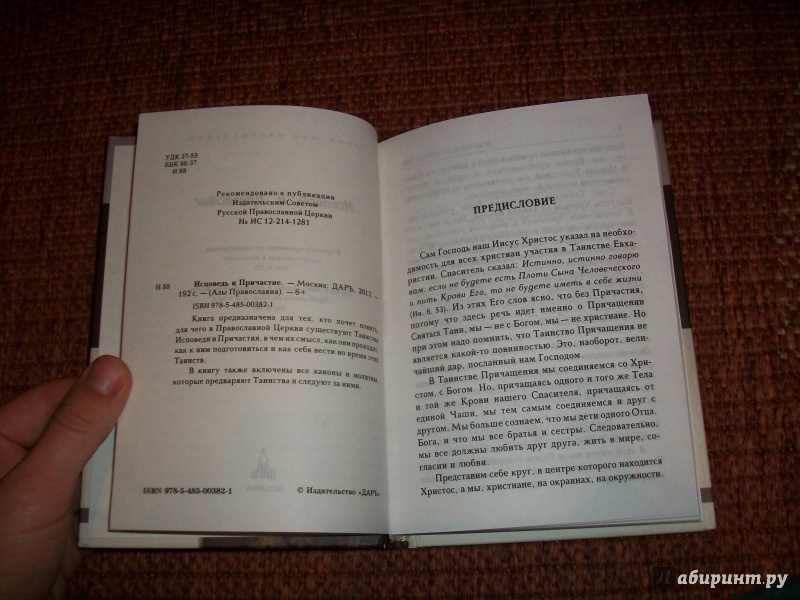 УДК 27-53
ББК 88.37
И 88
Рекомендовано к публикации
Издательским Советом
Русской Православной Церкви
№ ИС 12-214-1281
И 88 Исповедь и Причастие. — Москва: ДАРЪ, 2013. —
192 с. — (Азы Православия). — 6+.
ISBN 978-5-485-00382-1
Книга предназначена для тех, кто хочет понять,
для чего в Православной Церкви существуют Таинства
Исповеди и Причастия, в чем их смысл, как они проходят,
как к ним подготовиться и как себя вести во время этих
Таинств.
В книгу также включены все каноны и молитвы,
которые предваряют Таинства и следуют за ними.
ISBN 978-5-485-00382-1
© Издательство «ДАРЪ»
ПРЕДИСЛОВИЕ
Сам Господь наш Иисус Христос указал на необхо-
димость для всех христиан участия в Таинстве Евха-
ристии. Спаситель сказал: Истинно, истинно говорю
вам, если не будете есть Плоти Сына Человеческого
и пить Крови Его, то не будете иметь в себе жизни
(Ин. 6, 53). Из этих Его слов ясно, что без Причастия,
потому что здесь речь идет именно о Причащении
Святых Таин, мы — не с Богом, мы — не христиане. Но
при этом надо помнить, что Таинство Причащения не
является какой-то повинностью. Это, наоборот, вели-
чайший дар, посланный нам Господом.
В Таинстве Причащения мы соединяемся со Хри-
стом, с Богом. Но, причащаясь одного и того же Тела
и той же Крови нашего Спасителя, причащаясь от
единой Чаши, мы тем самым соединяемся и друг с
другом. Мы больше сознаем, что мы дети одного Отца,
Бога, и что мы все братья и сестры. Следовательно,
мы все должны любить друг друга, жить в мире, со-
гласии и любви.
Представим себе круг, в центре которого находится
Христос, а мы, христиане, на окраинах, на окружности.
Лабиринт.ру